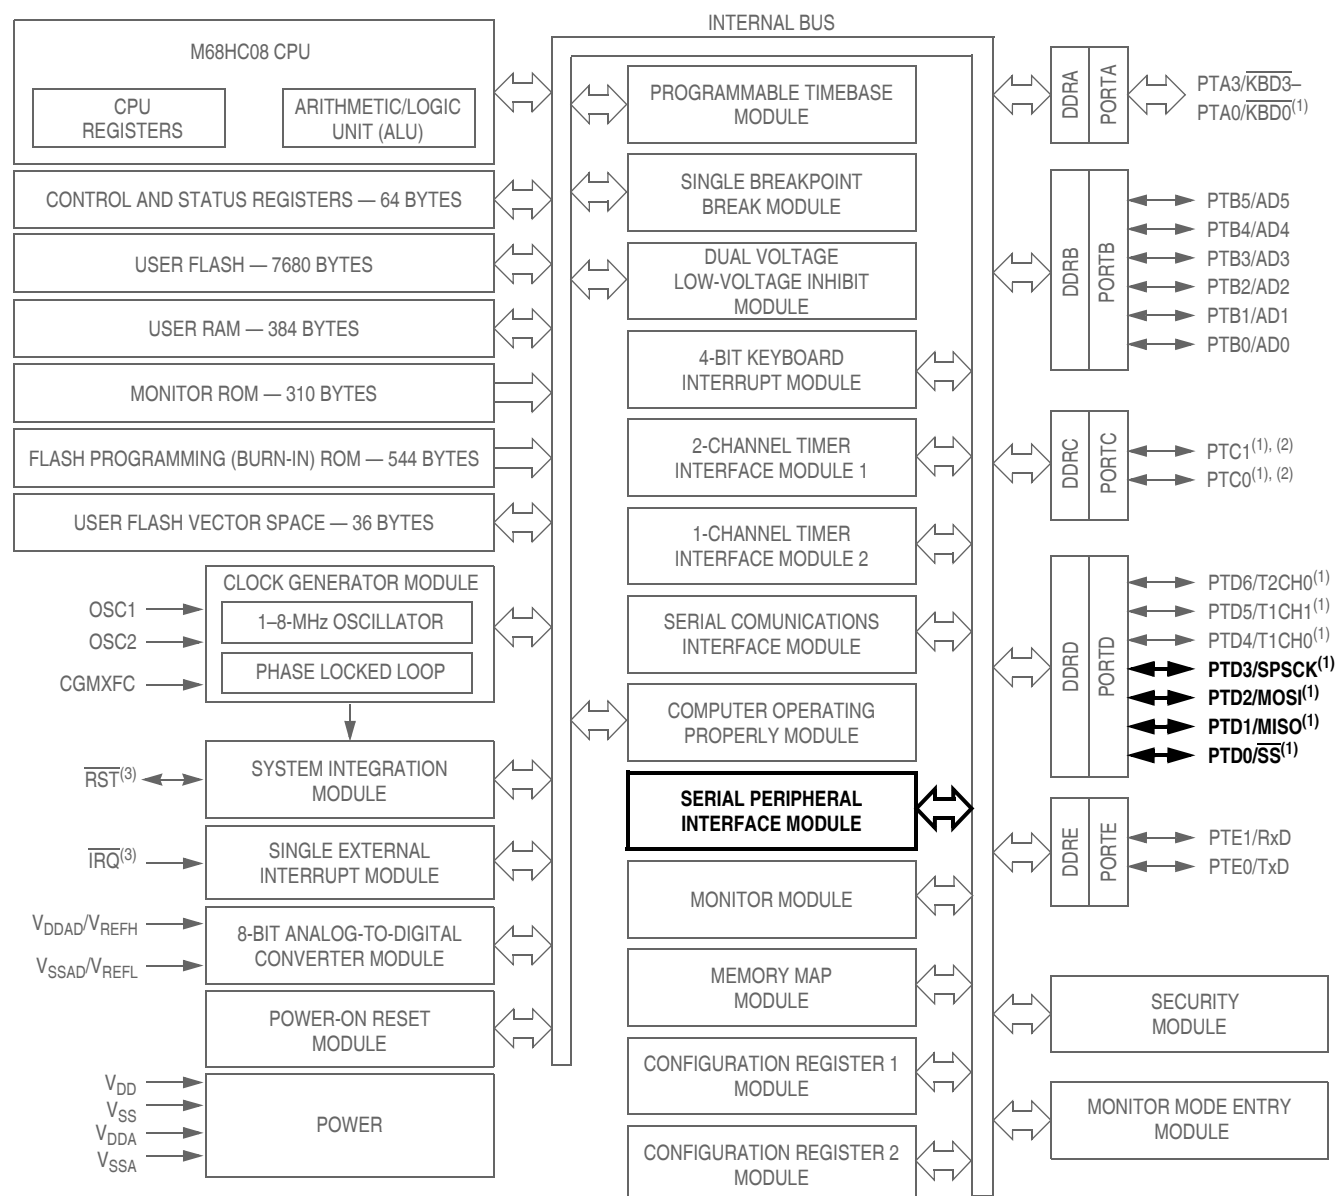 INTERNAL BUS
M68HC08 CPU
CPU
REGISTERS
ARITHMETIC/LOGIC
UNIT (ALU)
CONTROL AND STATUS REGISTERS — 64 BYTES
USER FLASH — 7680 BYTES
USER RAM — 384 BYTES
MONITOR ROM — 310 BYTES
FLASH PROGRAMMING (BURN-IN) ROM — 544 BYTES
USER FLASH VECTOR SPACE — 36 BYTES
CLOCK GENERATOR MODULE
1–8-MHz OSCILLATOR
PHASE LOCKED LOOP
OSC1
OSC2
CGMXFC
SYSTEM INTEGRATION
MODULE
RST(3)
SINGLE EXTERNAL
INTERRUPT MODULE
IRQ(3)
8-BIT ANALOG-TO-DIGITAL
CONVERTER MODULE
VDDAD/VREFH
VSSAD/VREFL
POWER-ON RESET
MODULE
POWER
VDD
VSS
VDDA
VSSA
PROGRAMMABLE TIMEBASE
MODULE
SINGLE BREAKPOINT
BREAK MODULE
DUAL VOLTAGE
LOW-VOLTAGE INHIBIT
MODULE
4-BIT KEYBOARD
INTERRUPT MODULE
2-CHANNEL TIMER
INTERFACE MODULE 1
1-CHANNEL TIMER
INTERFACE MODULE 2
SERIAL COMUNICATIONS
INTERFACE MODULE
COMPUTER OPERATING
PROPERLY MODULE
SERIAL PERIPHERAL
INTERFACE MODULE
MONITOR MODULE
MEMORY MAP
MODULE
CONFIGURATION REGISTER 1
MODULE
CONFIGURATION REGISTER 2
MODULE
DDRA
PORTA
PTA3/KBD3–
PTA0/KBD0(1)
DDRB
PORTB
PTB5/AD5
PTB4/AD4
PTB3/AD3
PTB2/AD2
PTB1/AD1
PTB0/AD0
DDRC
PORTC
PTC1(1), (2)
PTC0(1), (2)
DDRD
PORTD
PTD6/T2CH0(1)
PTD5/T1CH1(1)
PTD4/T1CH0(1)
PTD3/SPSCK(1)
PTD2/MOSI(1)
PTD1/MISO(1)
PTD0/SS(1)
DDRE
PORTE
PTE1/RxD
PTE0/TxD
SECURITY
MODULE
MONITOR MODE ENTRY
MODULE